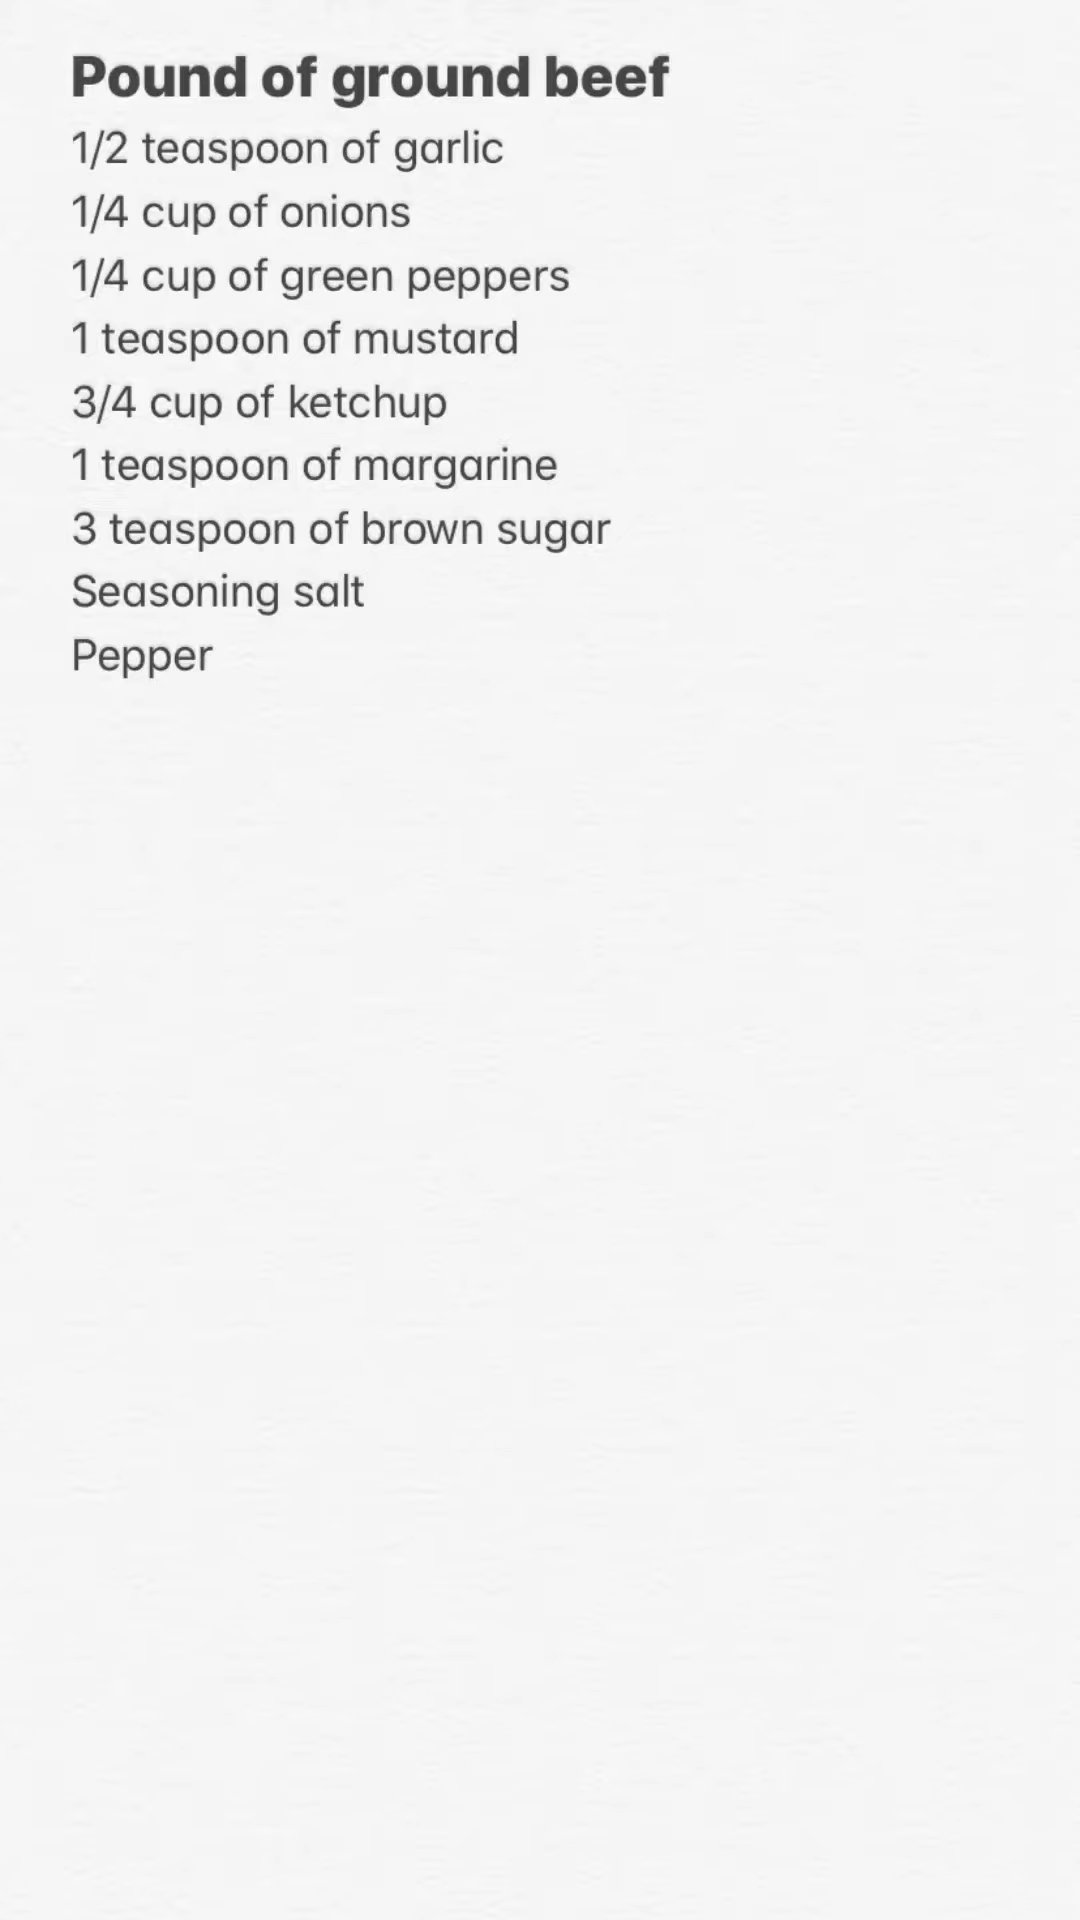 Pound of ground beef
1/2 teaspoon of garlic
1/4 cup of onions
1/4 cup of green peppers
1 teaspoon of mustard
3/4 cup of ketchup
1 teaspoon of margarine
3 teaspoon of brown sugar
Seasoning salt
Pepper